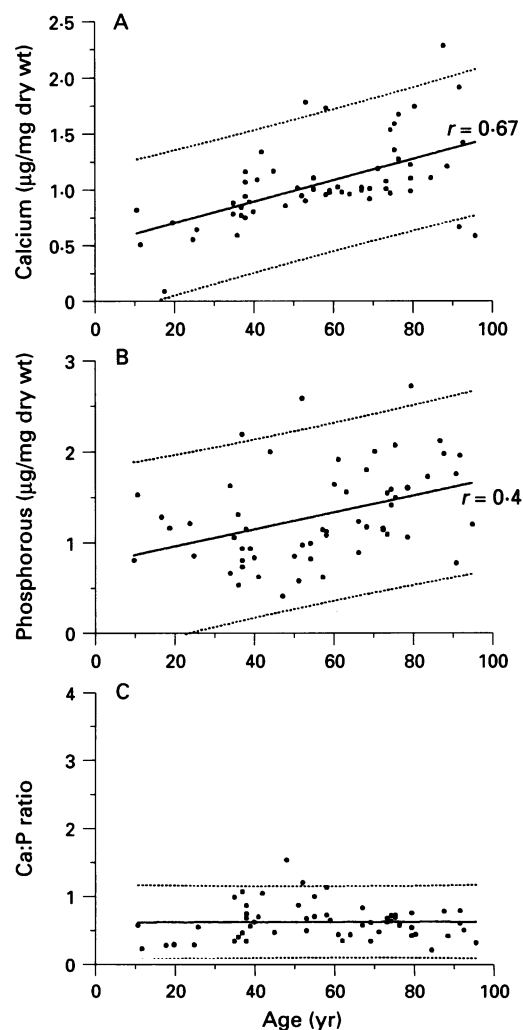 A
2·5
2·0
1·5
1·0
0·5
0
Calcium (µg/mg dry wt)
r = 0·67
0 20 40 60 80 100
B
3
2
1
0
Phosphorous (µg/mg dry wt)
r = 0·4
0 20 40 60 80 100
C
4
3
2
1
0
Ca:P ratio
0 20 40 60 80 100
Age (yr)